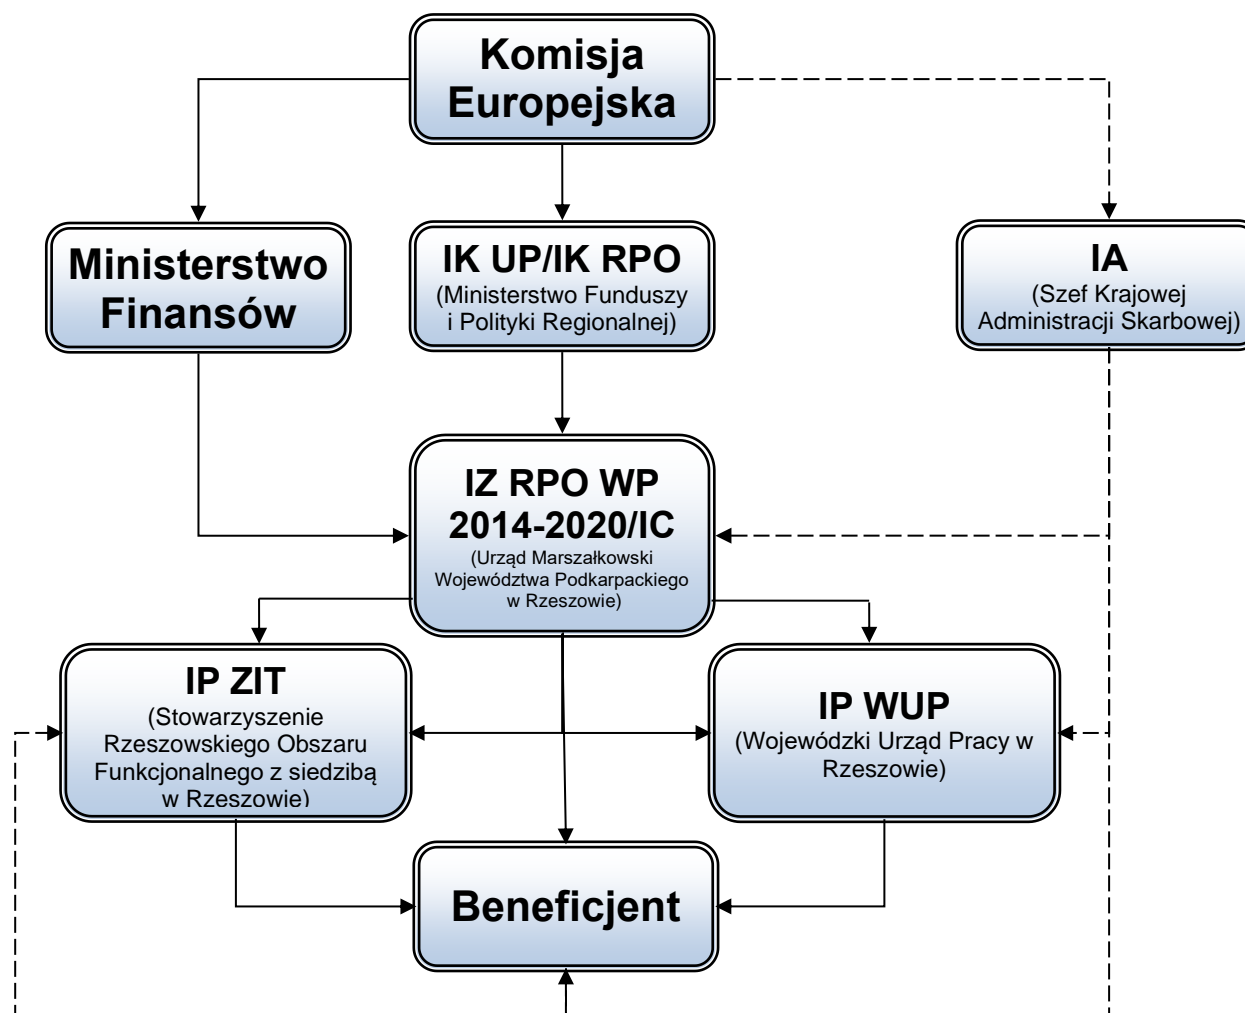 Komisja
Europejska
Ministerstwo
Finansów
IK UP/IK RPO
(Ministerstwo Funduszy
i Polityki Regionalnej)
IA
(Szef Krajowej
Administracji Skarbowej)
IZ RPO WP
2014-2020/IC
(Urząd Marszałkowski
Województwa Podkarpackiego
w Rzeszowie)
IP ZIT
(Stowarzyszenie
Rzeszowskiego Obszaru
Funkcjonalnego z siedzibą
w Rzeszowie)
IP WUP
(Wojewódzki Urząd Pracy w
Rzeszowie)
Beneficjent